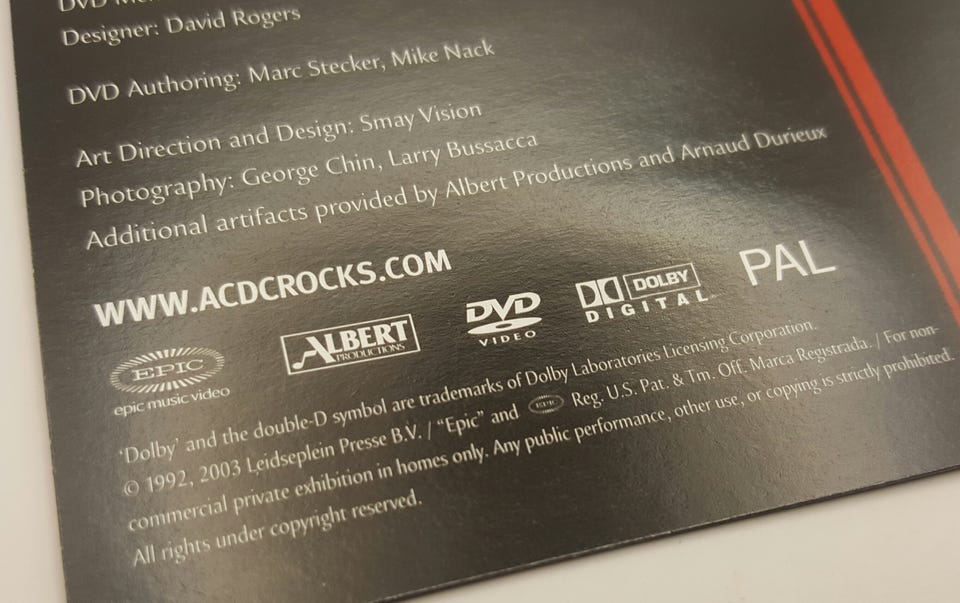 DVD
Designer: David Rogers
DVD Authoring: Marc Stecker, Mike Nack
Art Direction and Design: Smay Vision
Photography: George Chin, Larry Bussacca
Additional artifacts provided by Albert Productions and Arnaud Durieux
WWW.ACDCROCKS.COM
EPIC
epic music video
ALBERT
PRODUCTIONS
DVD
VIDEO
DOLBY
DIGITAL
PAL
'Dolby' and the double-D symbol are trademarks of Dolby Laboratories Licensing Corporation.
© 1992, 2003 Leidseplein Presse B.V. / "Epic" and EPIC Reg. U.S. Pat. & Tm. Off. Marca Registrada. / For non-
commercial private exhibition in homes only. Any public performance, other use, or copying is strictly prohibited.
All rights under copyright reserved.